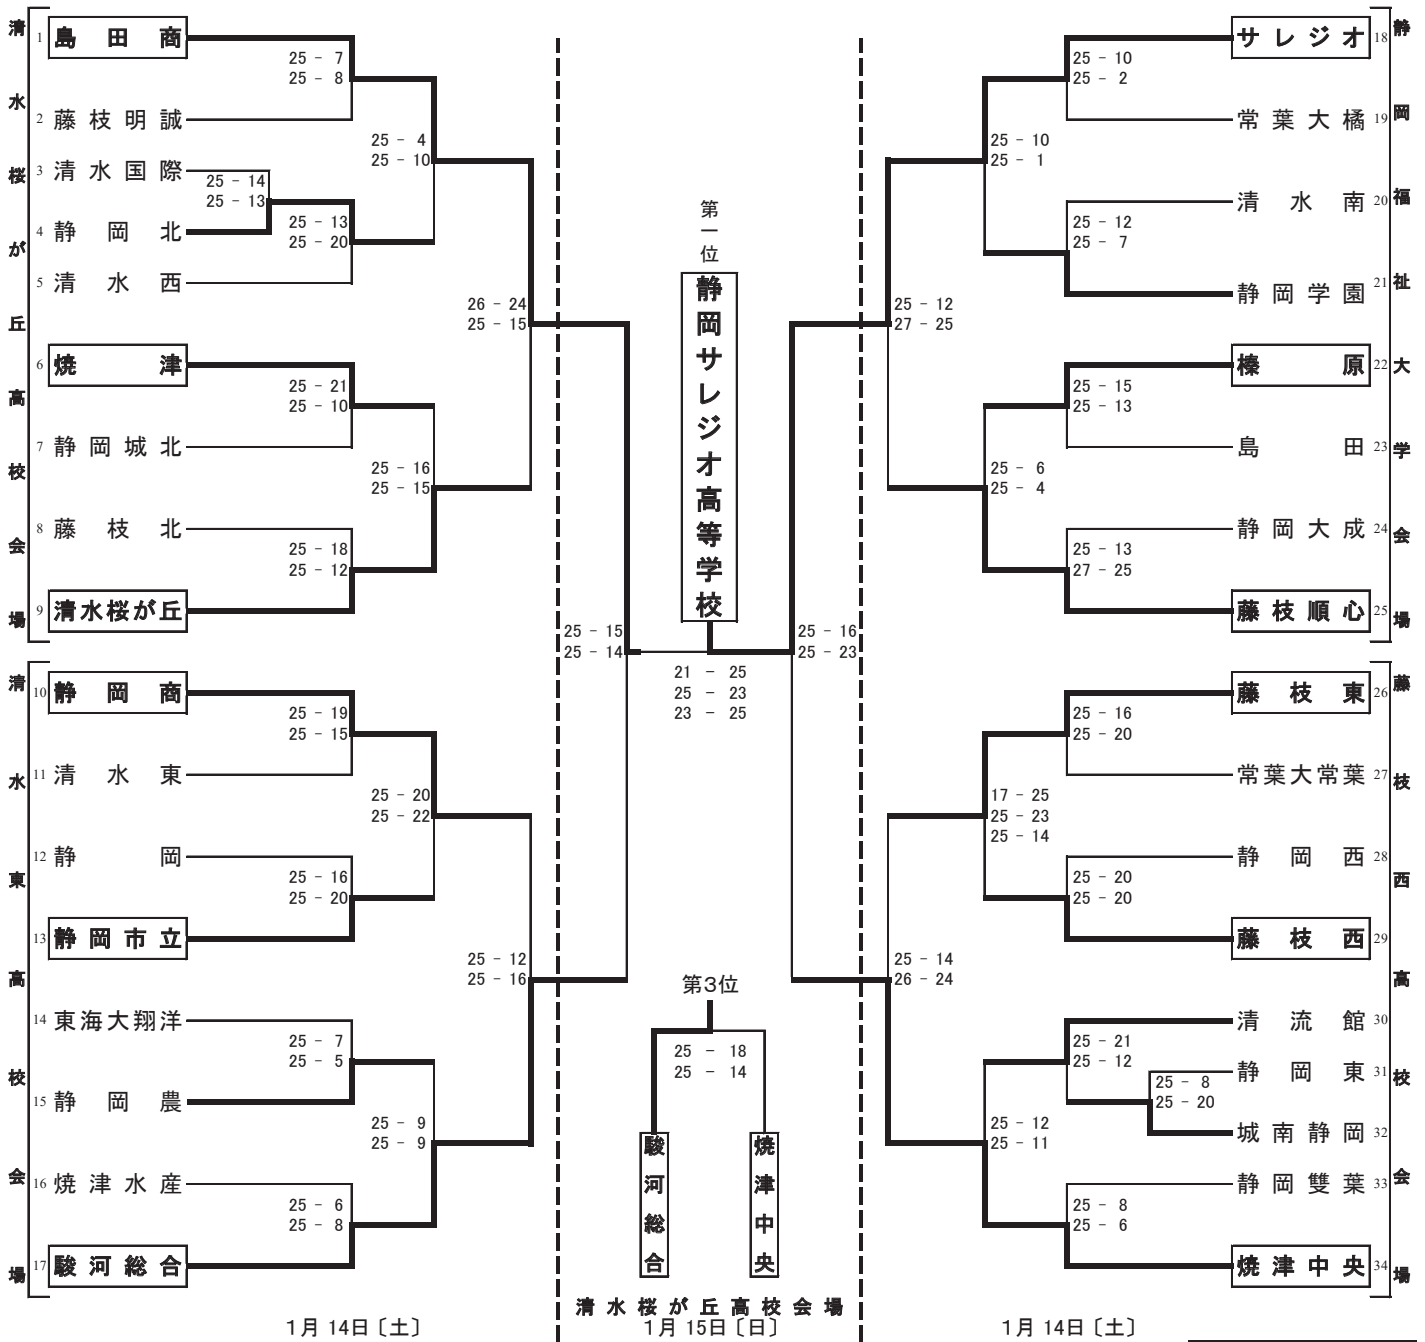 清水桜が丘高校会場
1 島田商
25 - 7
25 - 8
2 藤枝明誠
25 - 4
25 - 10
3 清水国際
25 - 14
25 - 13
4 静岡北
25 - 13
25 - 20
5 清水西
26 - 24
25 - 15
6 焼津
25 - 21
25 - 10
7 静岡城北
25 - 16
25 - 15
8 藤枝北
25 - 18
25 - 12
9 清水桜が丘
清水東高校会場
10 静岡商
25 - 19
25 - 15
11 清水東
25 - 20
25 - 22
12 静岡
25 - 16
25 - 20
13 静岡市立
25 - 12
25 - 16
14 東海大翔洋
25 - 7
25 - 5
15 静岡農
25 - 9
25 - 9
16 焼津水産
25 - 6
25 - 8
17 駿河総合
1月 14日〔土〕
第一位
静岡サレジオ高等学校
25 - 15
25 - 14
25 - 16
25 - 23
21 - 25
25 - 23
23 - 25
第3位
25 - 18
25 - 14
駿河総合
焼津中央
清水桜が丘高校会場
1月 15日〔日〕
静岡福祉大学会場
サレジオ 18
25 - 10
25 - 2
常葉大橘 19
25 - 10
25 - 1
清水南 20
25 - 12
25 - 7
静岡学園 21
25 - 12
27 - 25
榛原 22
25 - 15
25 - 13
島田 23
25 - 6
25 - 4
静岡大成 24
25 - 13
27 - 25
藤枝順心 25
藤枝西高校会場
藤枝東 26
25 - 16
25 - 20
常葉大常葉 27
17 - 25
25 - 23
25 - 14
静岡西 28
25 - 20
25 - 20
藤枝西 29
25 - 14
26 - 24
清流館 30
25 - 21
25 - 12
静岡東 31
25 - 8
25 - 20
城南静岡 32
25 - 12
25 - 11
静岡雙葉 33
25 - 8
25 - 6
焼津中央 34
1月 14日〔土〕